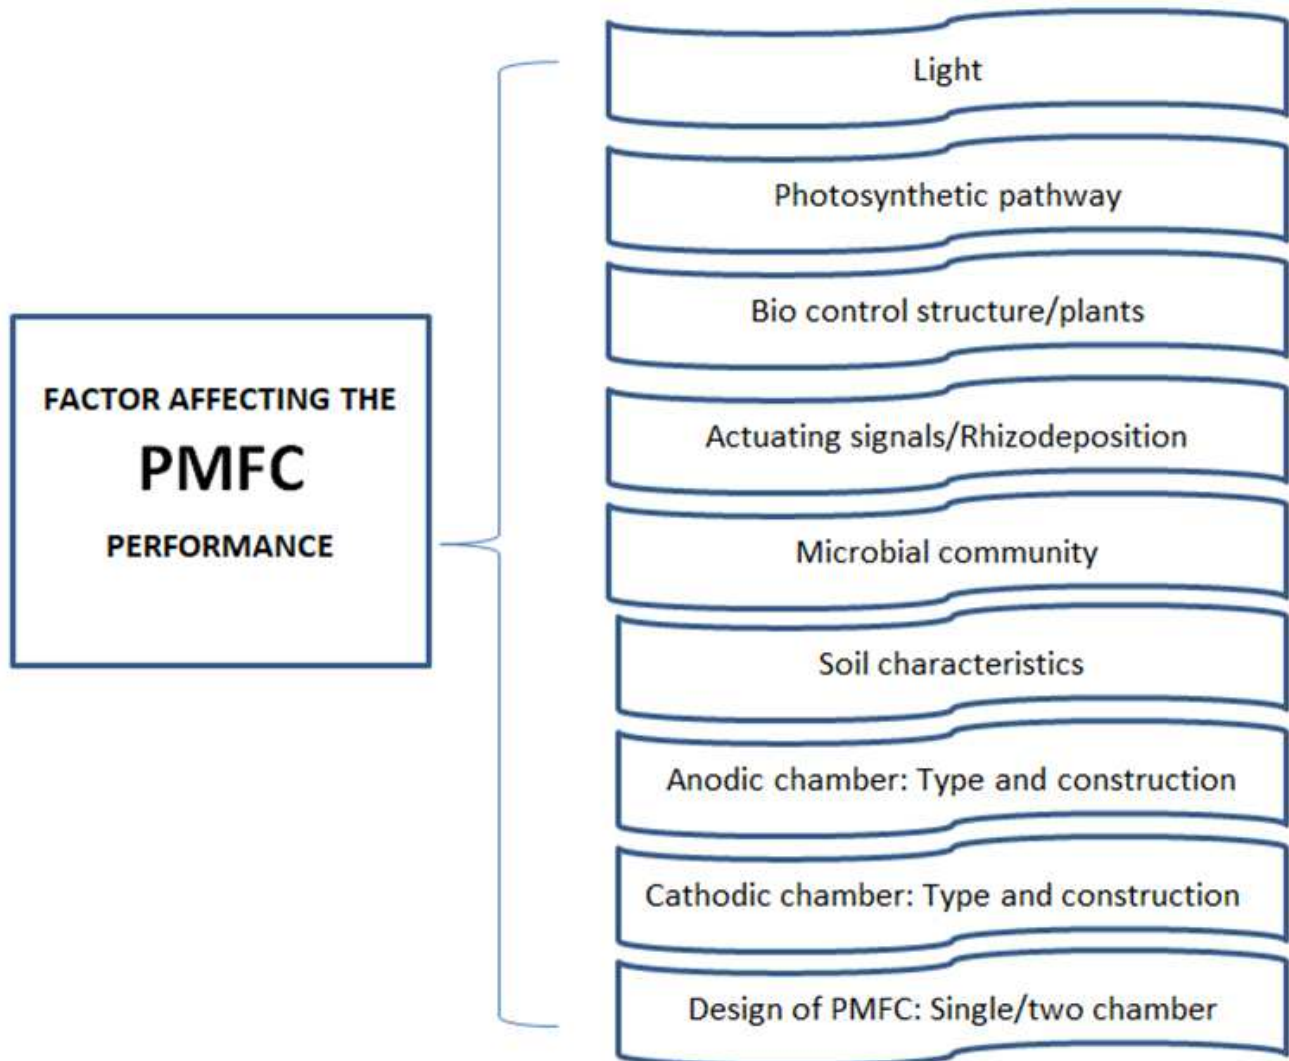 FACTOR AFFECTING THE
PMFC
PERFORMANCE
Light
Photosynthetic pathway
Bio control structure/plants
Actuating signals/Rhizodeposition
Microbial community
Soil characteristics
Anodic chamber: Type and construction
Cathodic chamber: Type and construction
Design of PMFC: Single/two chamber